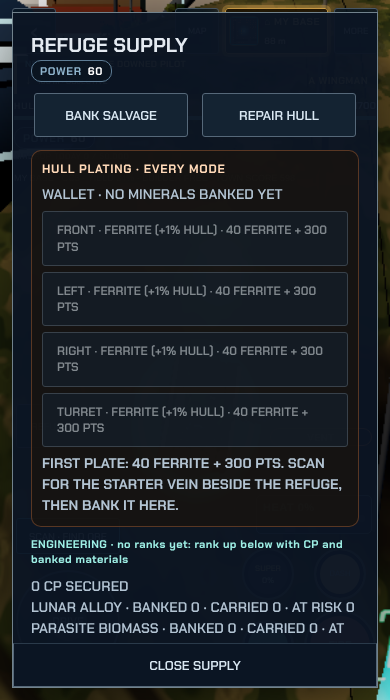 REFUGE SUPPLY
POWER 60
BANK SALVAGE
REPAIR HULL
HULL PLATING · EVERY MODE
WALLET · NO MINERALS BANKED YET
FRONT · FERRITE (+1% HULL) · 40 FERRITE + 300
PTS
LEFT · FERRITE (+1% HULL) · 40 FERRITE + 300
PTS
RIGHT · FERRITE (+1% HULL) · 40 FERRITE + 300
PTS
TURRET · FERRITE (+1% HULL) · 40 FERRITE +
300 PTS
FIRST PLATE: 40 FERRITE + 300 PTS. SCAN
FOR THE STARTER VEIN BESIDE THE REFUGE,
THEN BANK IT HERE.
ENGINEERING · no ranks yet: rank up below with CP and
banked materials
0 CP SECURED
LUNAR ALLOY · BANKED 0 · CARRIED 0 · AT RISK 0
PARASITE BIOMASS · BANKED 0 · CARRIED 0 · AT
CLOSE SUPPLY